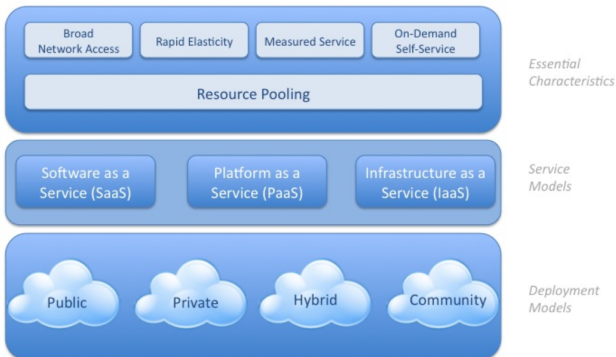 Broad
Network Access
Rapid Elasticity
Measured Service
On-Demand
Self-Service
Resource Pooling
Essential
Characteristics
Software as a
Service (SaaS)
Platform as a
Service (PaaS)
Infrastructure as a
Service (IaaS)
Service
Models
Public
Private
Hybrid
Community
Deployment
Models